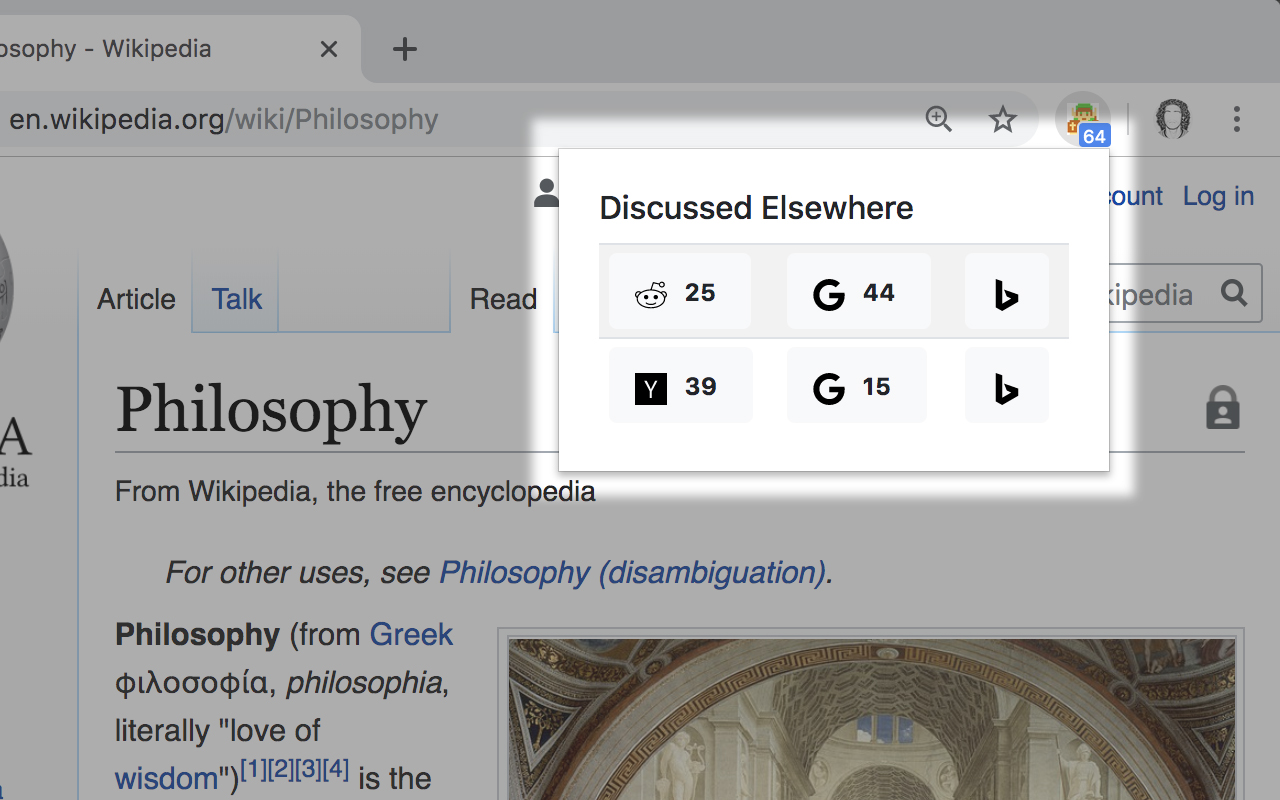 osophy - Wikipedia
en.wikipedia.org/wiki/Philosophy
64
count Log in
Discussed Elsewhere
25 G 44 b
Y 39 G 15 b
Article Talk Read
kipedia
Philosophy
A
dia
From Wikipedia, the free encyclopedia
For other uses, see Philosophy (disambiguation).
Philosophy (from Greek
φιλοσοφία, philosophia,
literally "love of
wisdom")[1][2][3][4] is the